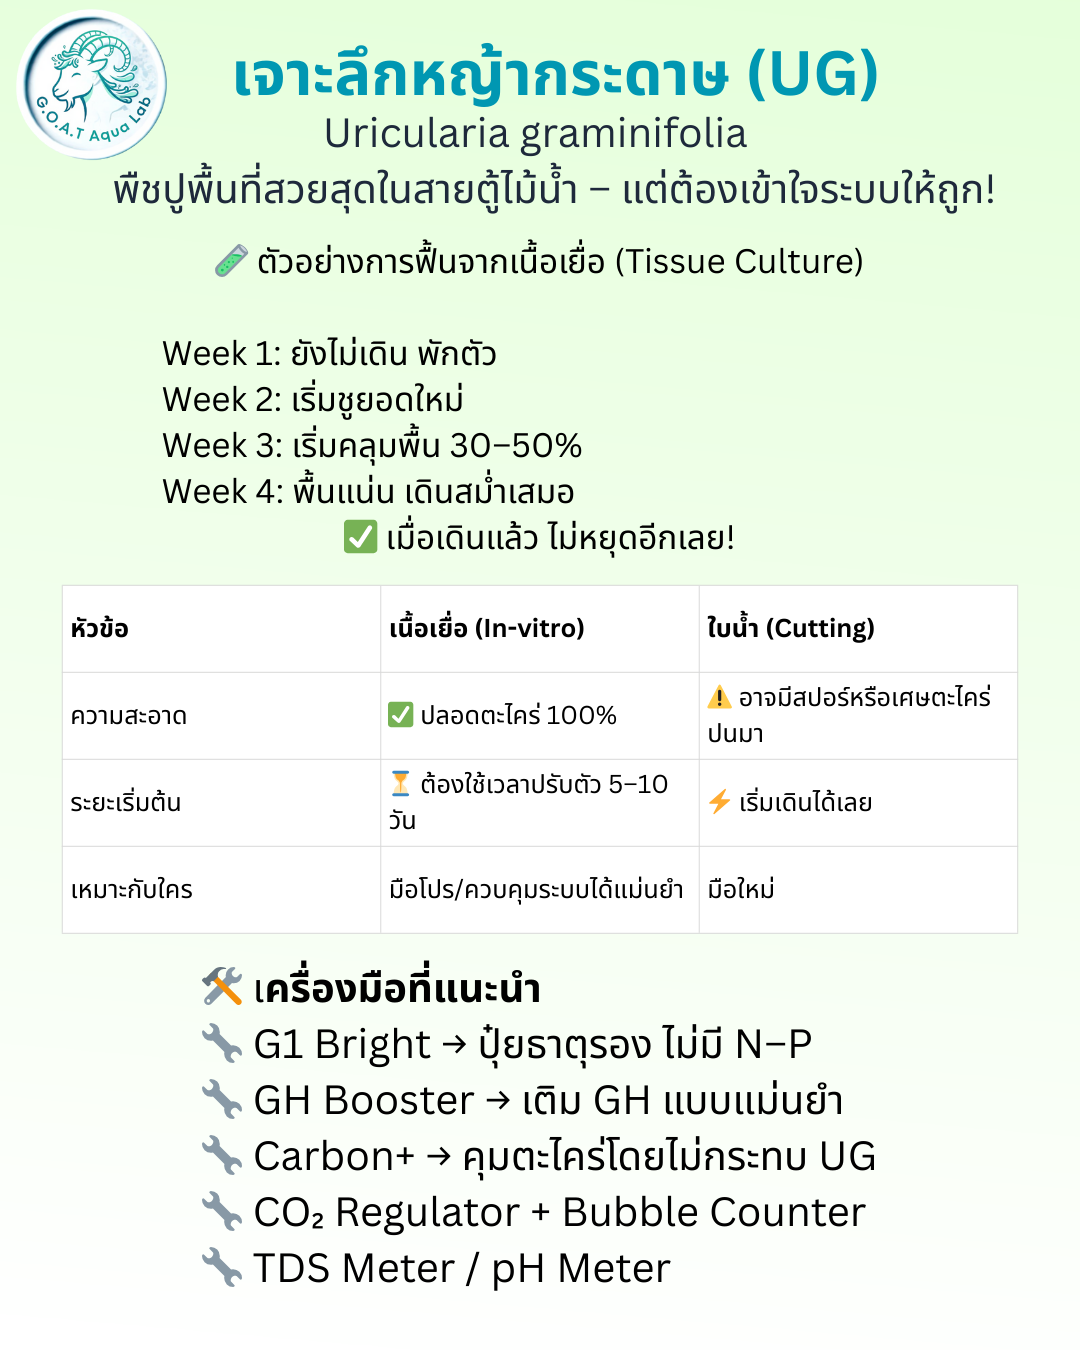 G.O.A.T Aqua Lab
เจาะลึกหญ้ากระดาษ (UG)
Uricularia graminifolia
พืชปูพื้นที่สวยสุดในสายตู้ไม้น้ำ – แต่ต้องเข้าใจระบบให้ถูก!
🧪 ตัวอย่างการฟื้นจากเนื้อเยื่อ (Tissue Culture)
Week 1: ยังไม่เดิน พักตัว
Week 2: เริ่มชูยอดใหม่
Week 3: เริ่มคลุมพื้น 30–50%
Week 4: พื้นแน่น เดินสม่ำเสมอ
✅ เมื่อเดินแล้ว ไม่หยุดอีกเลย!
หัวข้อ
เนื้อเยื่อ (In-vitro)
ใบน้ำ (Cutting)
ความสะอาด
✅ ปลอดตะไคร่ 100%
⚠️ อาจมีสปอร์หรือเศษตะไคร่
ปนมา
ระยะเริ่มต้น
⏳ ต้องใช้เวลาปรับตัว 5–10
วัน
⚡ เริ่มเดินได้เลย
เหมาะกับใคร
มือโปร/ควบคุมระบบได้แม่นยำ
มือใหม่
🛠️ เครื่องมือที่แนะนำ
🔧 G1 Bright → ปุ๋ยธาตุรอง ไม่มี N–P
🔧 GH Booster → เติม GH แบบแม่นยำ
🔧 Carbon+ → คุมตะไคร่โดยไม่กระทบ UG
🔧 CO₂ Regulator + Bubble Counter
🔧 TDS Meter / pH Meter